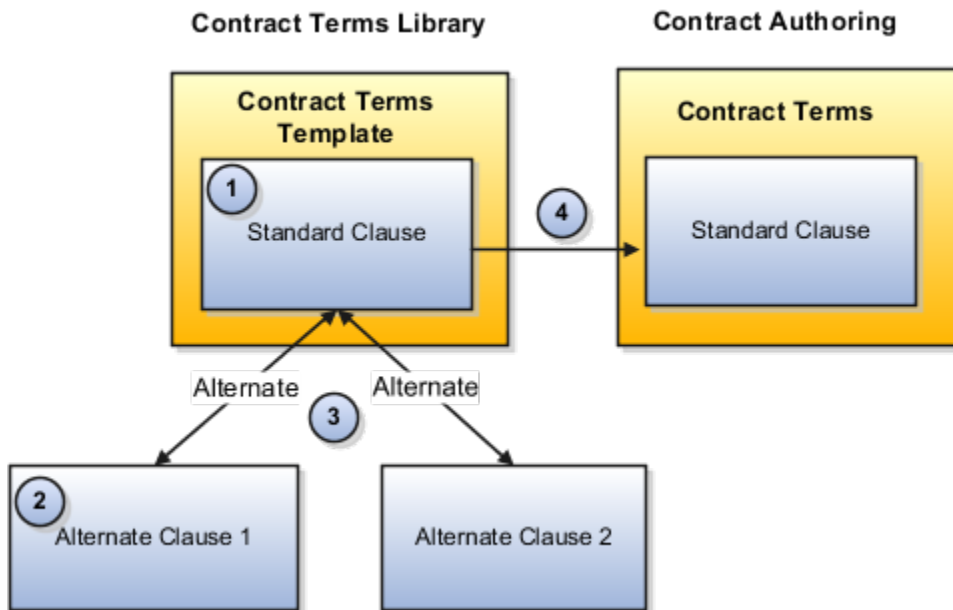 Contract Terms Library
Contract Authoring
Contract Terms
Template
Contract Terms
1
Standard Clause
4
Standard Clause
Alternate
Alternate
3
2
Alternate Clause 1
Alternate Clause 2